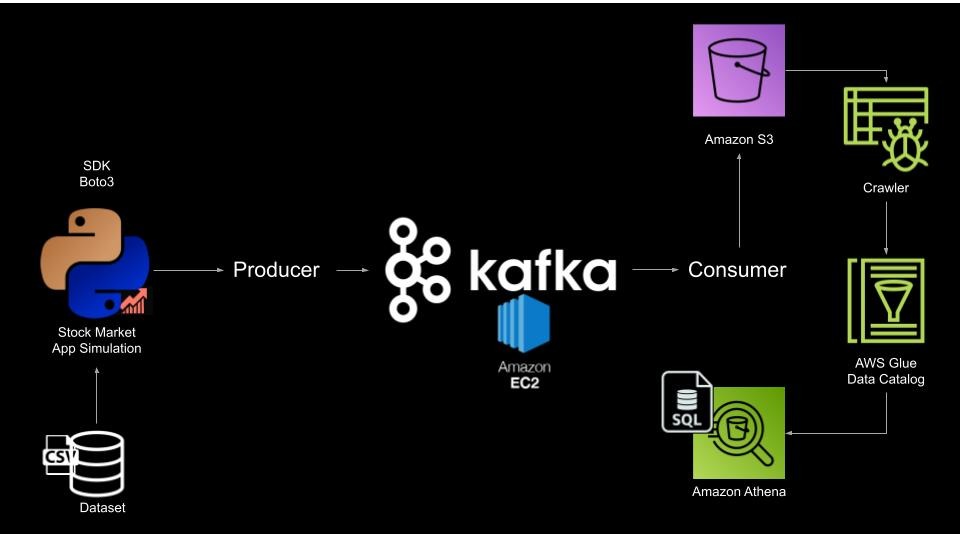 SDK
Boto3
Stock Market
App Simulation
CSV
Dataset
Producer
kafka
Amazon
EC2
Consumer
Amazon S3
Crawler
AWS Glue
Data Catalog
SQL
Amazon Athena